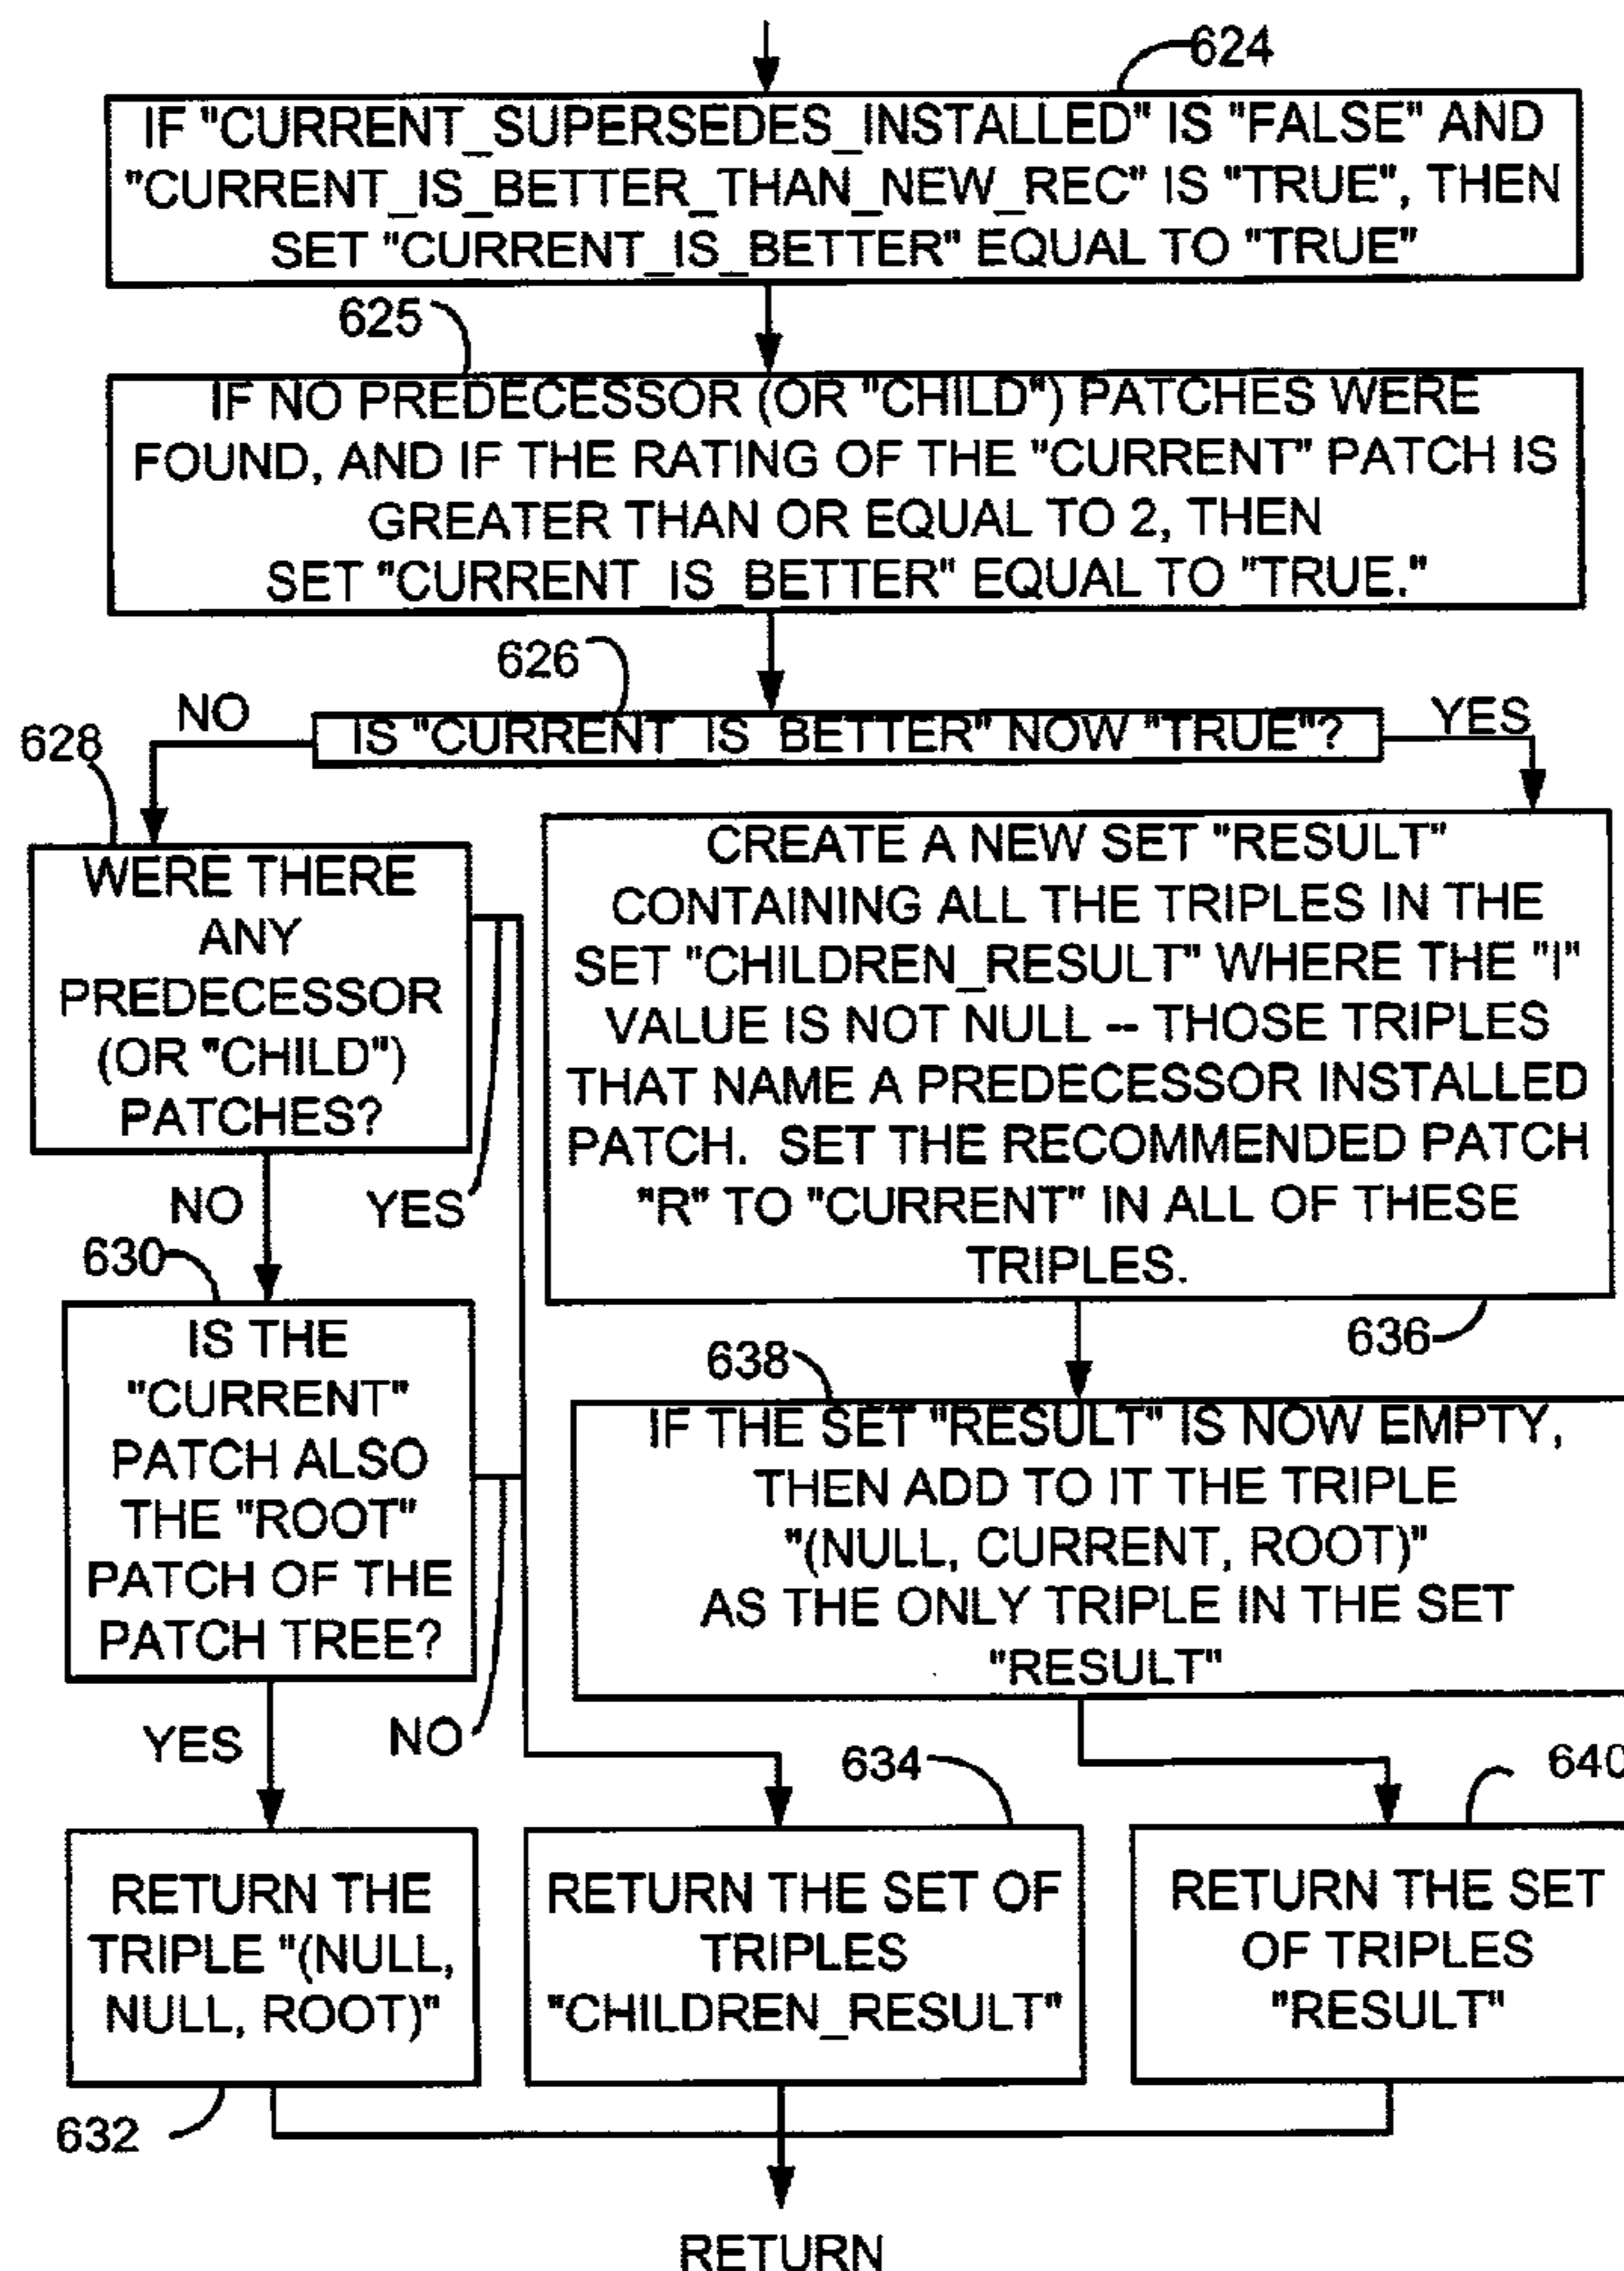 624
IF "CURRENT_SUPERSEDES_INSTALLED" IS "FALSE" AND
"CURRENT_IS_BETTER_THAN_NEW_REC" IS "TRUE", THEN
SET "CURRENT_IS_BETTER" EQUAL TO "TRUE"
625
IF NO PREDECESSOR (OR "CHILD") PATCHES WERE
FOUND, AND IF THE RATING OF THE "CURRENT" PATCH IS
GREATER THAN OR EQUAL TO 2, THEN
SET "CURRENT IS BETTER" EQUAL TO "TRUE."
626
NO
IS "CURRENT IS BETTER" NOW "TRUE"?
YES
628
WERE THERE
ANY
PREDECESSOR
(OR "CHILD")
PATCHES?
NO
YES
CREATE A NEW SET "RESULT"
CONTAINING ALL THE TRIPLES IN THE
SET "CHILDREN_RESULT" WHERE THE "I"
VALUE IS NOT NULL -- THOSE TRIPLES
THAT NAME A PREDECESSOR INSTALLED
PATCH. SET THE RECOMMENDED PATCH
"R" TO "CURRENT" IN ALL OF THESE
TRIPLES.
636
630
IS THE
"CURRENT"
PATCH ALSO
THE "ROOT"
PATCH OF THE
PATCH TREE?
YES
NO
638
IF THE SET "RESULT" IS NOW EMPTY,
THEN ADD TO IT THE TRIPLE
"(NULL, CURRENT, ROOT)"
AS THE ONLY TRIPLE IN THE SET
"RESULT"
634
640
RETURN THE
TRIPLE "(NULL,
NULL, ROOT)"
632
RETURN THE SET OF
TRIPLES
"CHILDREN_RESULT"
RETURN THE SET
OF TRIPLES
"RESULT"
RETURN